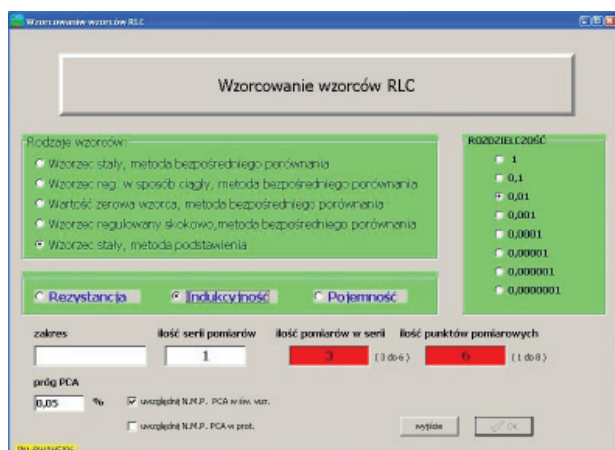 Wzorcowanie wzorców RLC
Wzorcowanie wzorców RLC
Rodzaje wzorców:
Wzorzec stały, metoda bezpośredniego porównania
Wzorzec reg. w sposób ciągły, metoda bezpośredniego porównania
Wartość zerowa wzorca, metoda bezpośredniego porównania
Wzorzec regulowany skokowo,metoda bezpośredniego porównania
Wzorzec stały, metoda podstawienia
ROZDZIELCZOŚĆ
1
0,1
0,01
0,001
0,0001
0,00001
0,000001
0,0000001
Rezystancja Indukcyjność Pojemność
zakres ilość serii pomiarów ilość pomiarów w serii ilość punktów pomiarowych
1 3 ( 3 do 6 ) 6 ( 1 do 8 )
próg PCA
0,05 % uwzględnij N.M.P. PCA w św. wzr.
uwzględnij N.M.P. PCA w prot.
wyjście OK